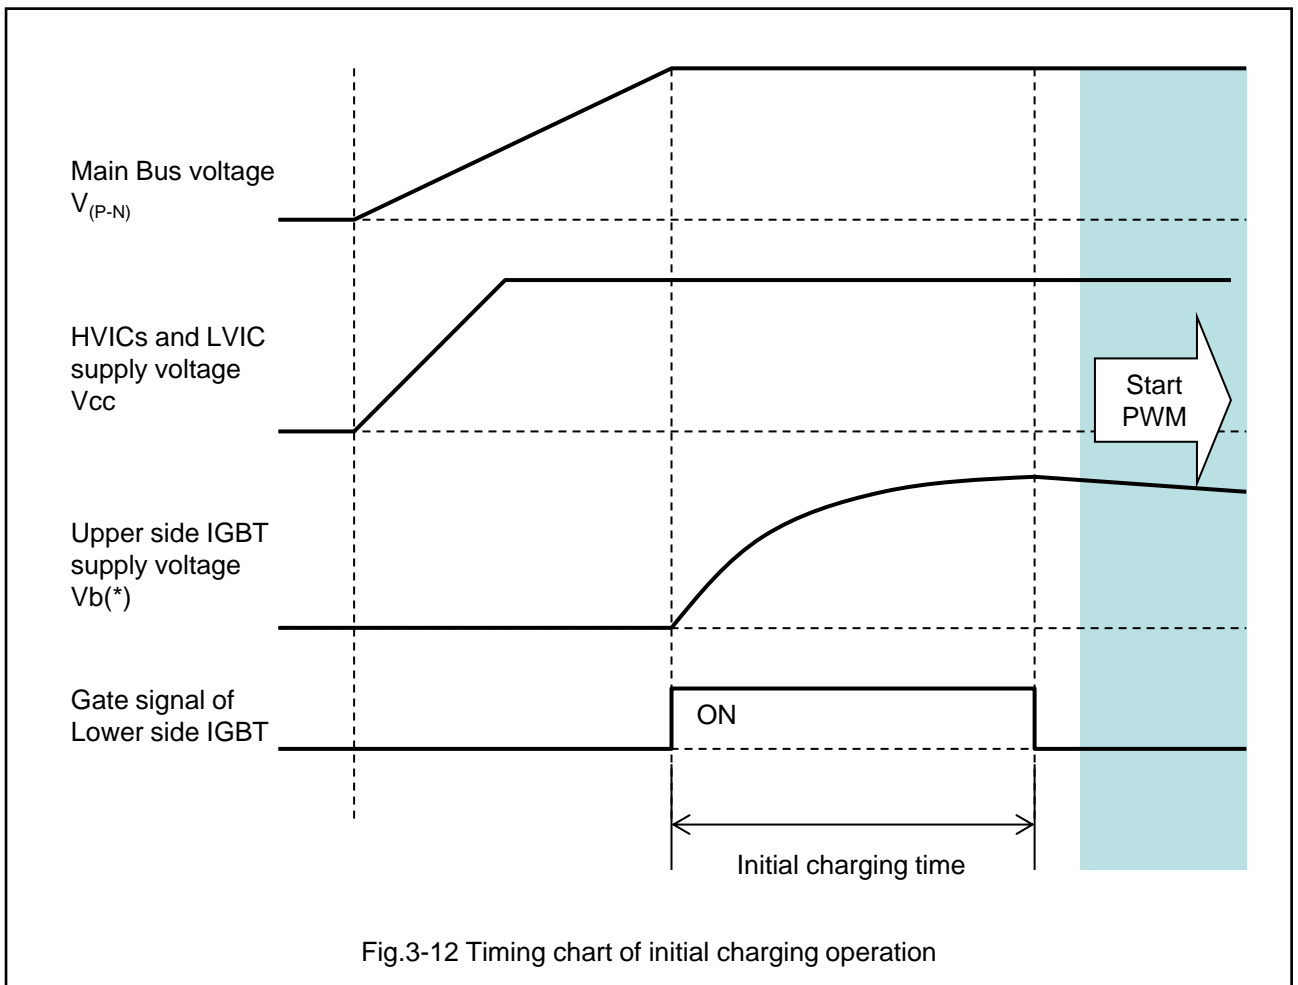 Main Bus voltage
V(P-N)
HVICs and LVIC
supply voltage
Vcc
Start
PWM
Upper side IGBT
supply voltage
Vb(*)
Gate signal of
Lower side IGBT
ON
Initial charging time
Fig.3-12 Timing chart of initial charging operation